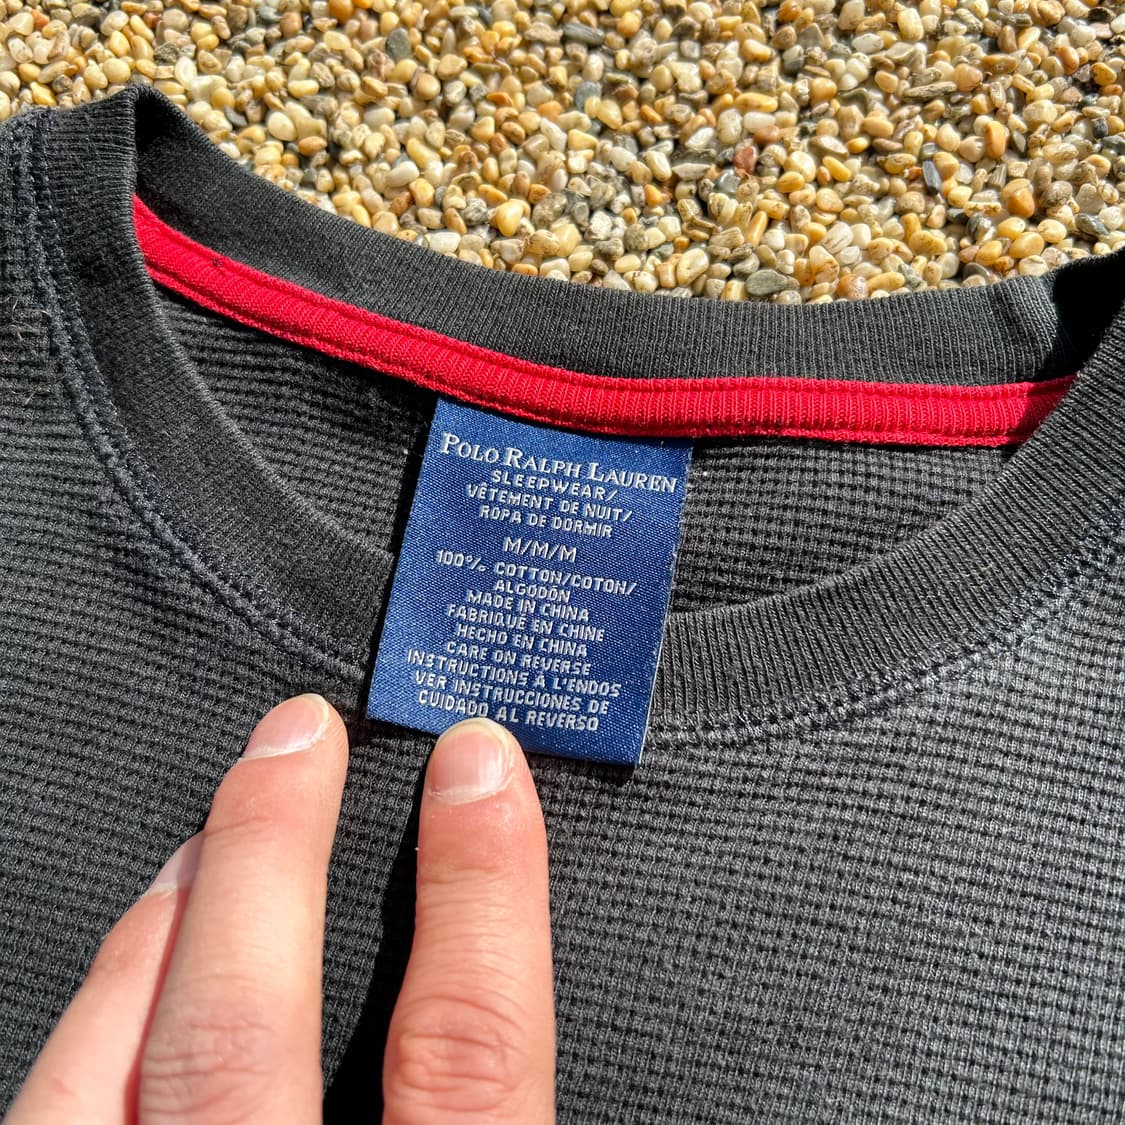 POLO RALPH LAUREN
SLEEPWEAR/
VÊTEMENT DE NUIT/
ROPA DE DORMIR
M/M/M
100% COTTON/COTON/
ALGODÓN
MADE IN CHINA
FABRIQUÉ EN CHINE
HECHO EN CHINA
CARE ON REVERSE
INSTRUCTIONS À L'ENDOS
VER INSTRUCCIONES DE
CUIDADO AL REVERSO